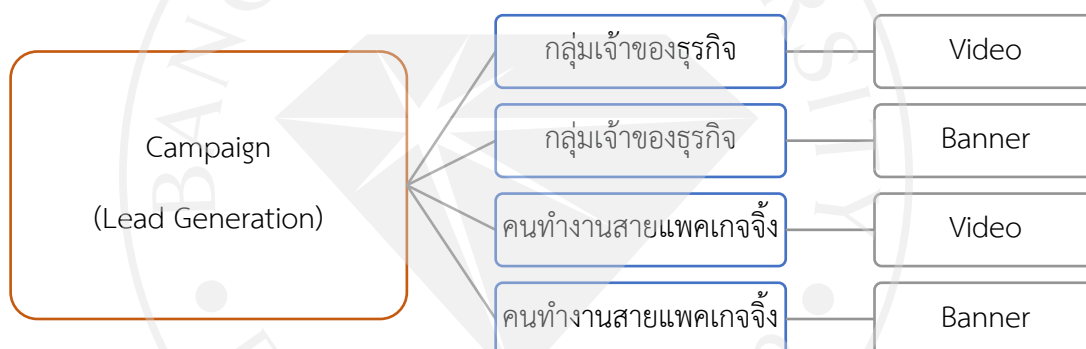 Campaign
(Lead Generation)
กลุ่มเจ้าของธุรกิจ
Video
กลุ่มเจ้าของธุรกิจ
Banner
คนทำงานสายแพคเกจจิ้ง
Video
คนทำงานสายแพคเกจจิ้ง
Banner